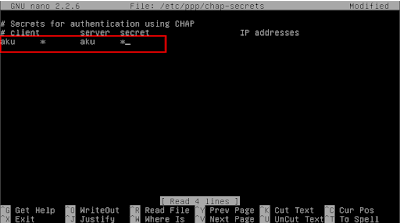 GNU nano 2.2.6 File: /etc/ppp/chap-secrets Modified
# Secrets for authentication using CHAP
# client server secret IP addresses
aku * aku *_
[ Read 4 lines ]
^G Get Help ^O WriteOut ^R Read File ^Y Prev Page ^K Cut Text ^C Cur Pos
^X Exit ^J Justify ^W Where Is ^V Next Page ^U UnCut Text ^T To Spell